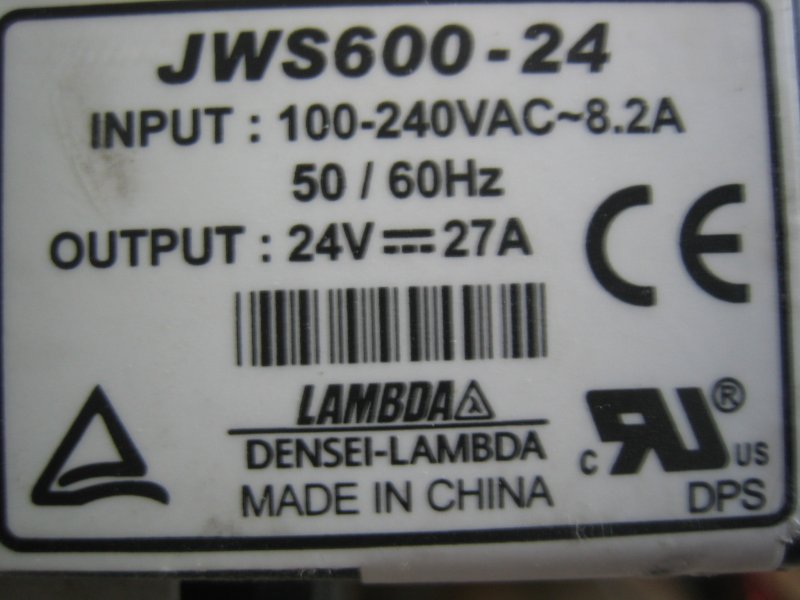 JWS600-24
INPUT : 100-240VAC~8.2A
50 / 60Hz
OUTPUT : 24V⎓27A
CE
LAMBDA
DENSEI-LAMBDA
MADE IN CHINA
C RU® US
DPS